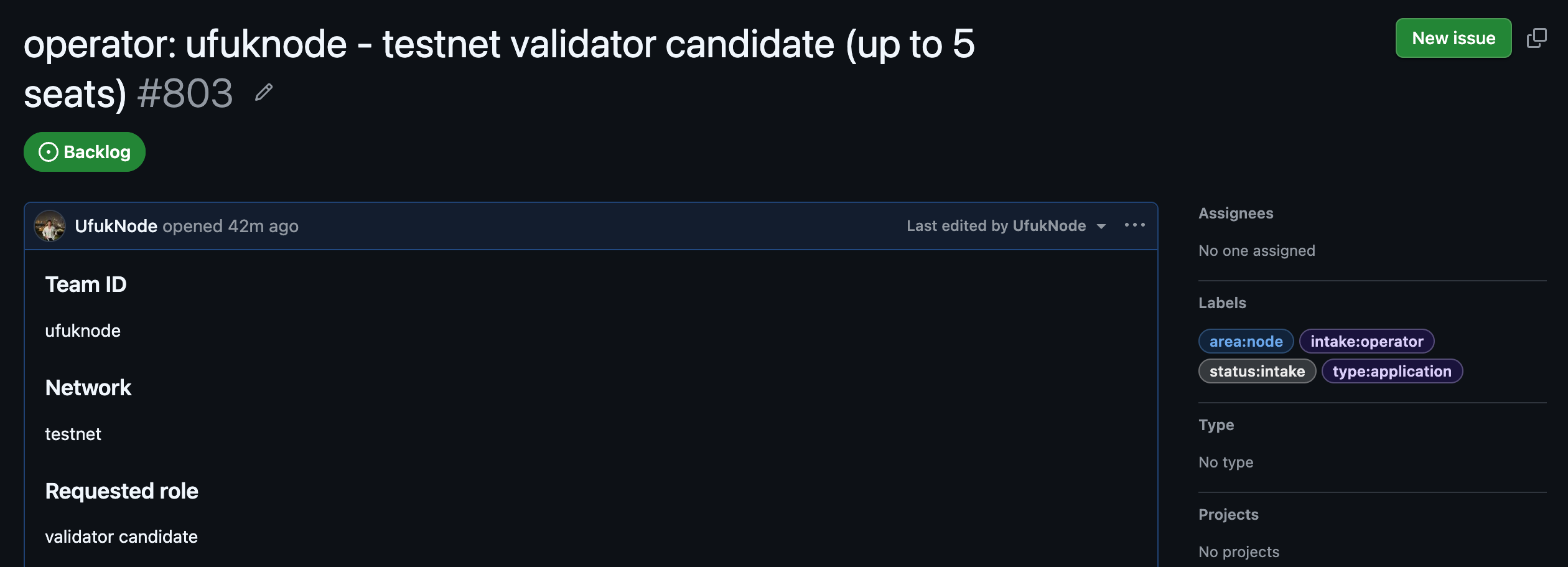 operator: ufuknode - testnet validator candidate (up to 5
seats) #803
New issue
Backlog
UfukNode opened 42m ago
Last edited by UfukNode
Team ID
ufuknode
Network
testnet
Requested role
validator candidate
Assignees
No one assigned
Labels
area:node intake:operator
status:intake type:application
Type
No type
Projects
No projects